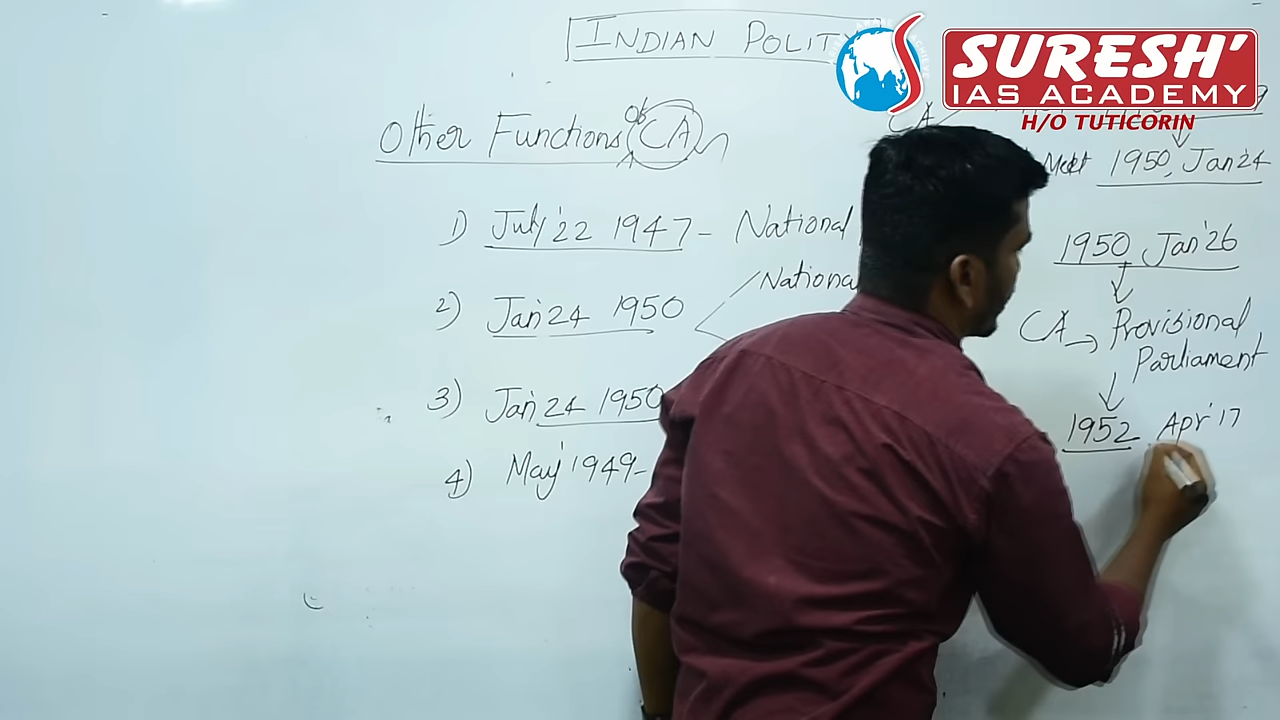 INDIAN POLITY
SURESH'
IAS ACADEMY
H/O TUTICORIN
Other Functions of (CA)
1) July'22 1947 - National
2) Jan'24 1950
National
3) Jan'24 1950
4) May'1949 -
CA
Meet 1950, Jan'24
1950, Jan'26
CA → Provisional
Parliament
1952 Apr'17